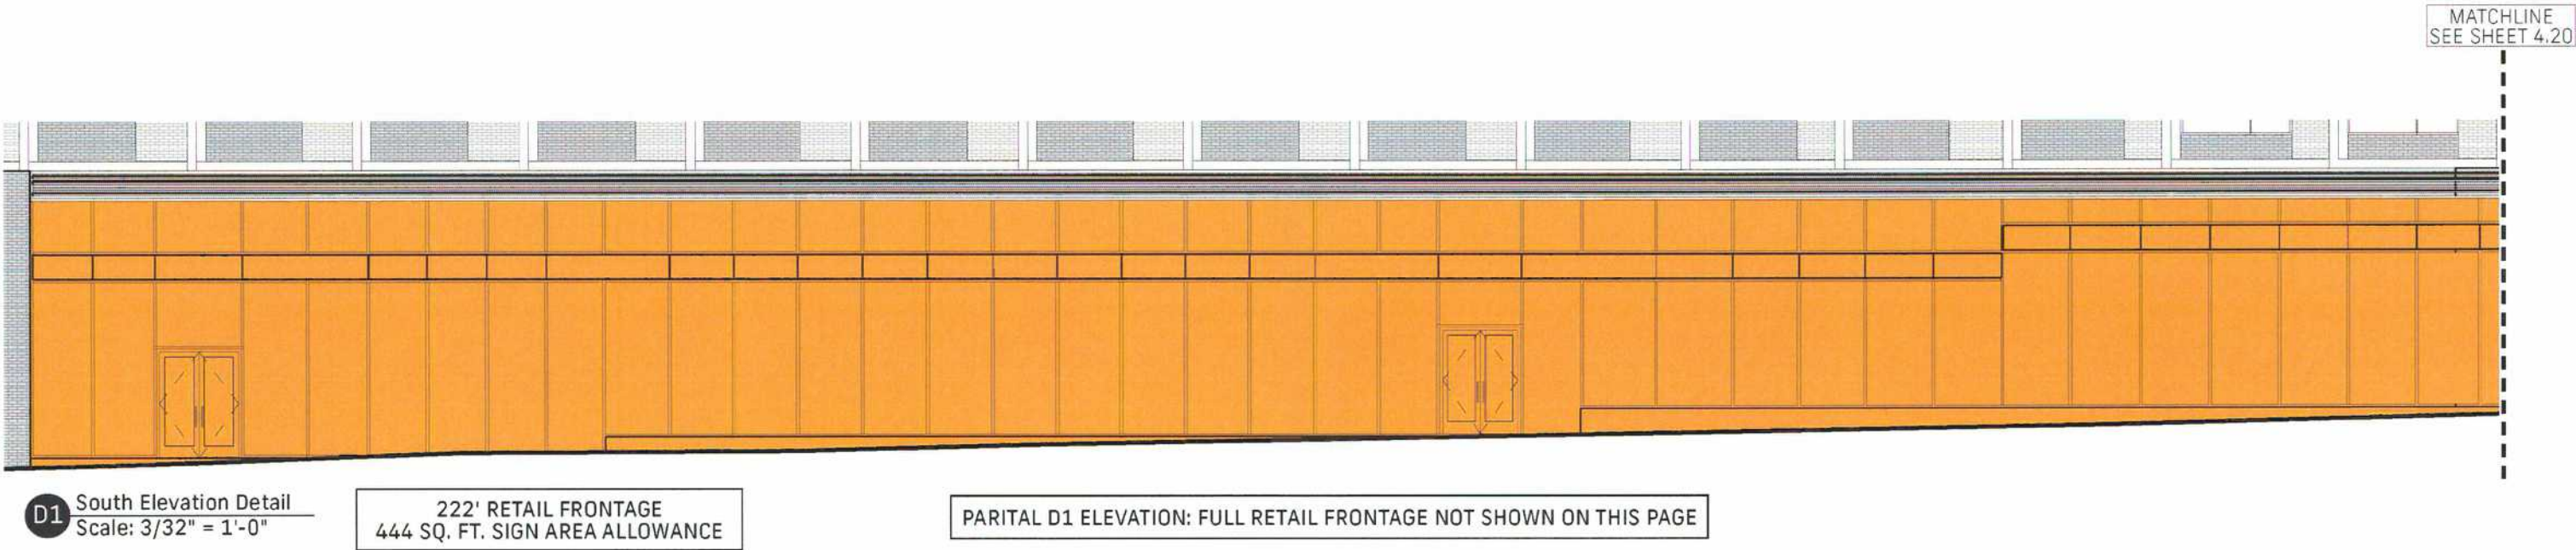 MATCHLINE
SEE SHEET 4.20
D1
South Elevation Detail
Scale: 3/32" = 1'-0"
222' RETAIL FRONTAGE
444 SQ. FT. SIGN AREA ALLOWANCE
PARITAL D1 ELEVATION: FULL RETAIL FRONTAGE NOT SHOWN ON THIS PAGE